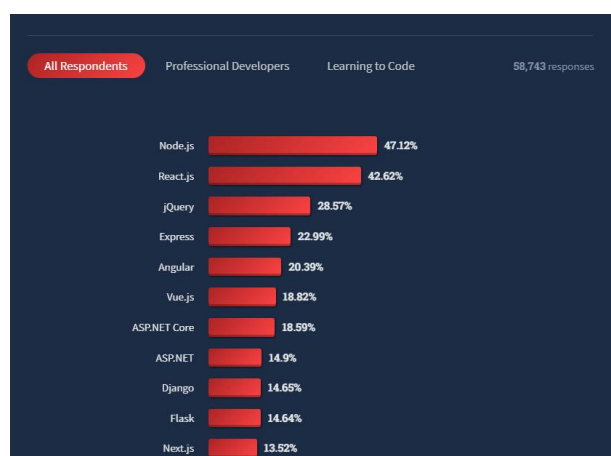 All Respondents Professional Developers Learning to Code 58,743 responses
Node.js 47.12%
React.js 42.62%
jQuery 28.57%
Express 22.99%
Angular 20.39%
Vue.js 18.82%
ASP.NET Core 18.59%
ASP.NET 14.9%
Django 14.65%
Flask 14.64%
Next.js 13.52%